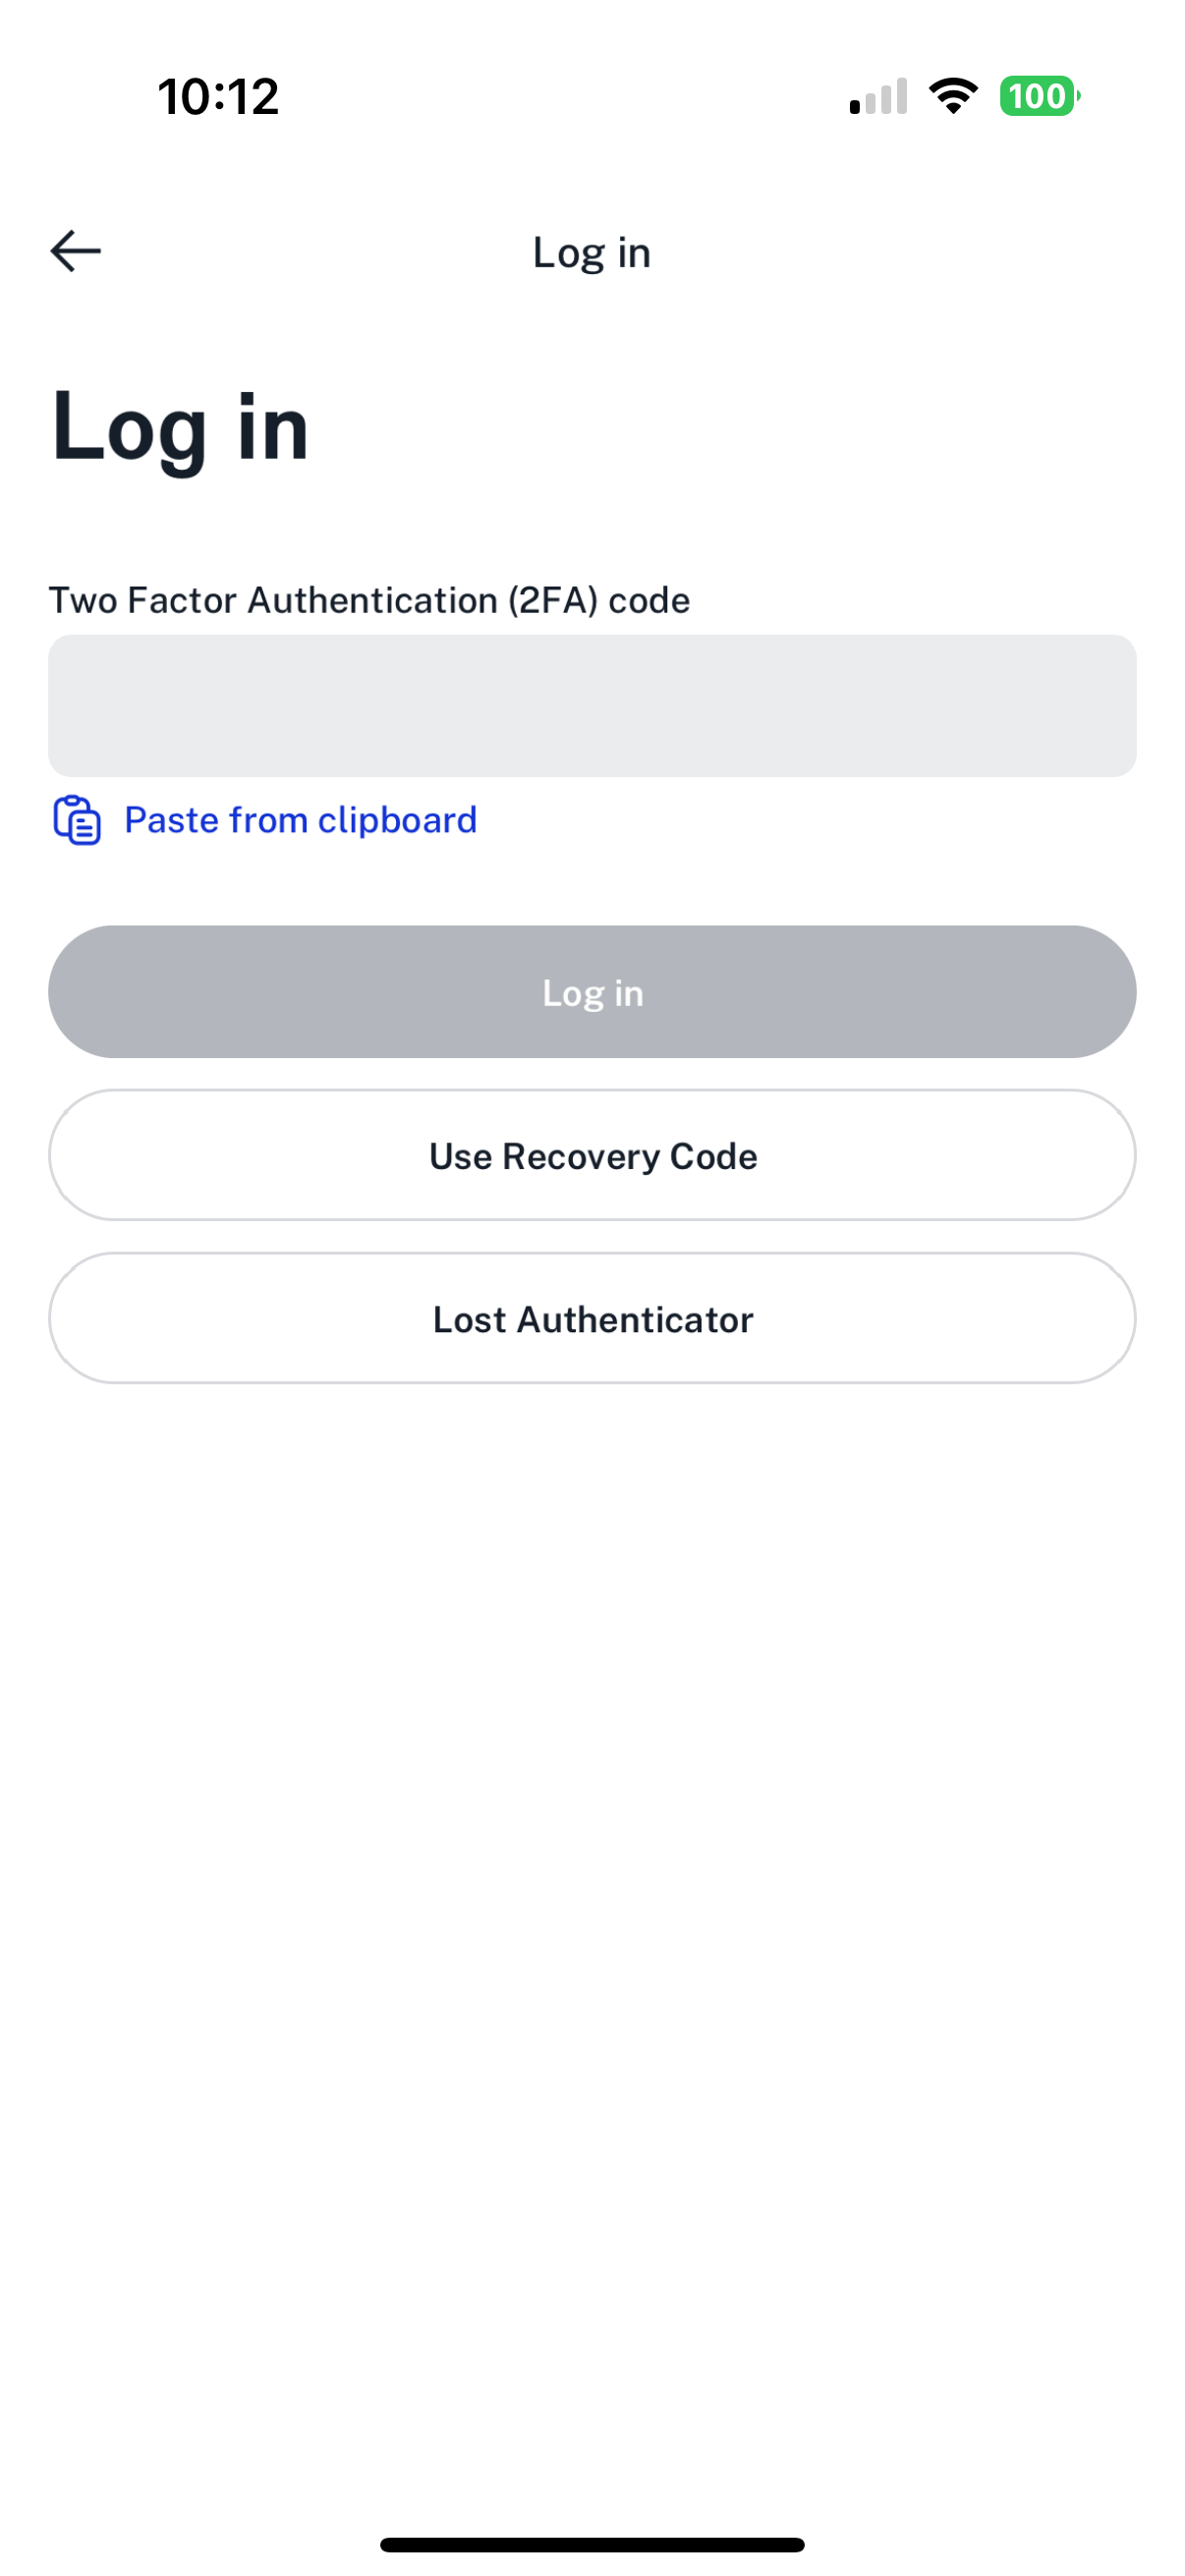 10:12
100
Log in
Log in
Two Factor Authentication (2FA) code
Paste from clipboard
Log in
Use Recovery Code
Lost Authenticator